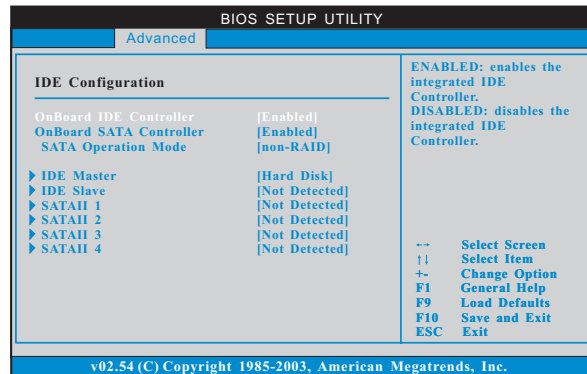 BIOS SETUP UTILITY
Advanced
IDE Configuration
OnBoard IDE Controller [Enabled]
OnBoard SATA Controller [Enabled]
SATA Operation Mode [non-RAID]
IDE Master [Hard Disk]
IDE Slave [Not Detected]
SATAII 1 [Not Detected]
SATAII 2 [Not Detected]
SATAII 3 [Not Detected]
SATAII 4 [Not Detected]
ENABLED: enables the
integrated IDE
Controller.
DISABLED: disables the
integrated IDE
Controller.
←→ Select Screen
↑↓ Select Item
+- Change Option
F1 General Help
F9 Load Defaults
F10 Save and Exit
ESC Exit
v02.54 (C) Copyright 1985-2003, American Megatrends, Inc.